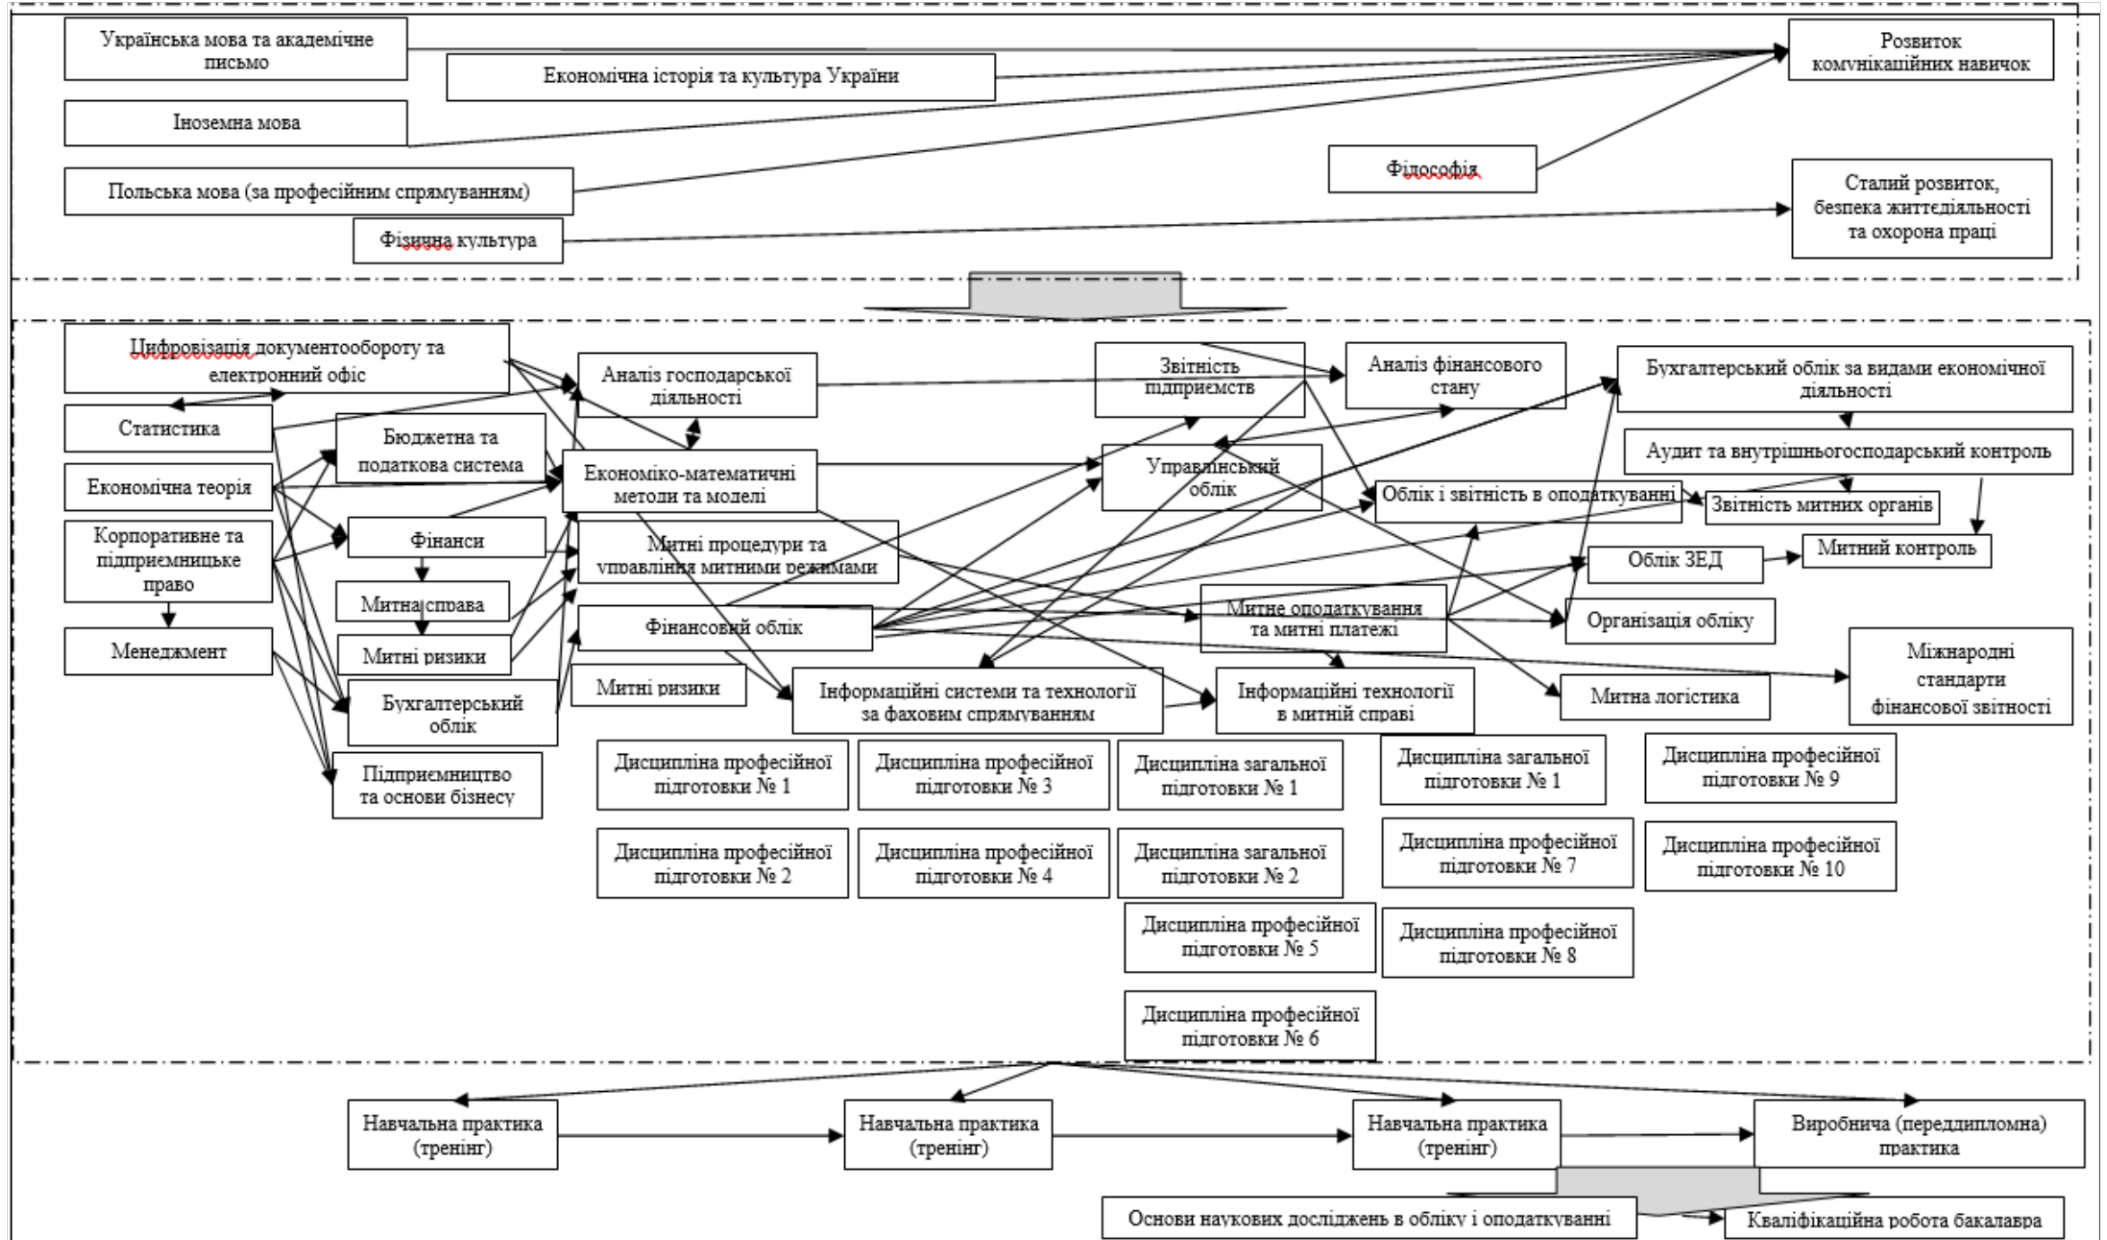 Українська мова та академічне
письмо
Економічна історія та культура України
Розвиток
комунікаційних навичок
Іноземна мова
Філософія
Польська мова (за професійним спрямуванням)
Сталий розвиток,
безпека життєдіяльності
та охорона праці
Фізична культура
Цифровізація документообороту та
електронний офіс
Аналіз господарської
діяльності
Звітність
підприємств
Аналіз фінансового
стану
Бухгалтерський облік за видами економічної
діяльності
Статистика
Бюджетна та
податкова система
Аудит та внутрішньогосподарський контроль
Економічна теорія
Економіко-математичні
методи та моделі
Управлінський
облік
Облік і звітність в оподаткуванні
Звітність митних органів
Корпоративне та
підприємницьке
право
Фінанси
Митні процедури та
управління митними режимами
Облік ЗЕД
Митний контроль
Митна справа
Фінансовий облік
Митне оподаткування
та митні платежі
Організація обліку
Менеджмент
Митні ризики
Митні ризики
Інформаційні системи та технології
за фаховим спрямуванням
Інформаційні технології
в митній справі
Митна логістика
Міжнародні
стандарти
фінансової звітності
Бухгалтерський
облік
Підприємництво
та основи бізнесу
Дисципліна професійної
підготовки № 1
Дисципліна професійної
підготовки № 3
Дисципліна загальної
підготовки № 1
Дисципліна загальної
підготовки № 1
Дисципліна професійної
підготовки № 9
Дисципліна професійної
підготовки № 2
Дисципліна професійної
підготовки № 4
Дисципліна загальної
підготовки № 2
Дисципліна професійної
підготовки № 7
Дисципліна професійної
підготовки № 10
Дисципліна професійної
підготовки № 5
Дисципліна професійної
підготовки № 8
Дисципліна професійної
підготовки № 6
Навчальна практика
(тренінг)
Навчальна практика
(тренінг)
Навчальна практика
(тренінг)
Виробнича (переддипломна)
практика
Основи наукових досліджень в обліку і оподаткуванні
Кваліфікаційна робота бакалавра